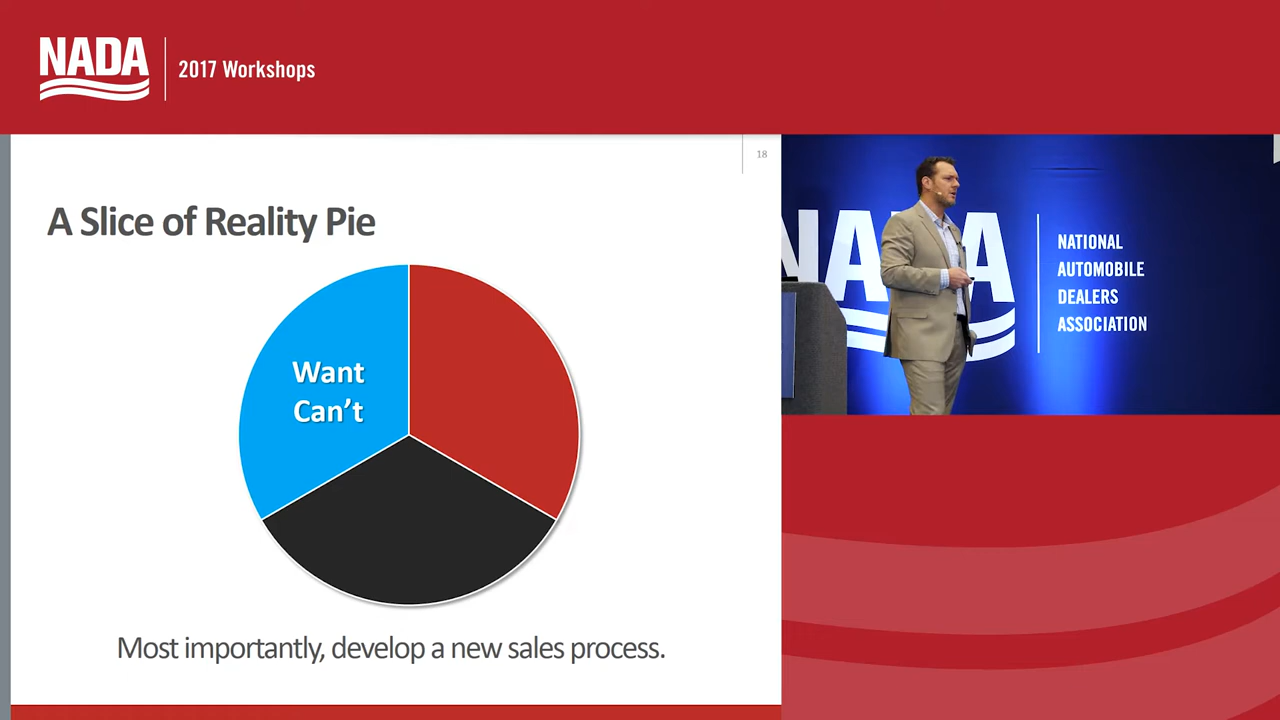 NADA
2017 Workshops
18
A Slice of Reality Pie
Want
Can't
Most importantly, develop a new sales process.
NADA
NATIONAL
AUTOMOBILE
DEALERS
ASSOCIATION